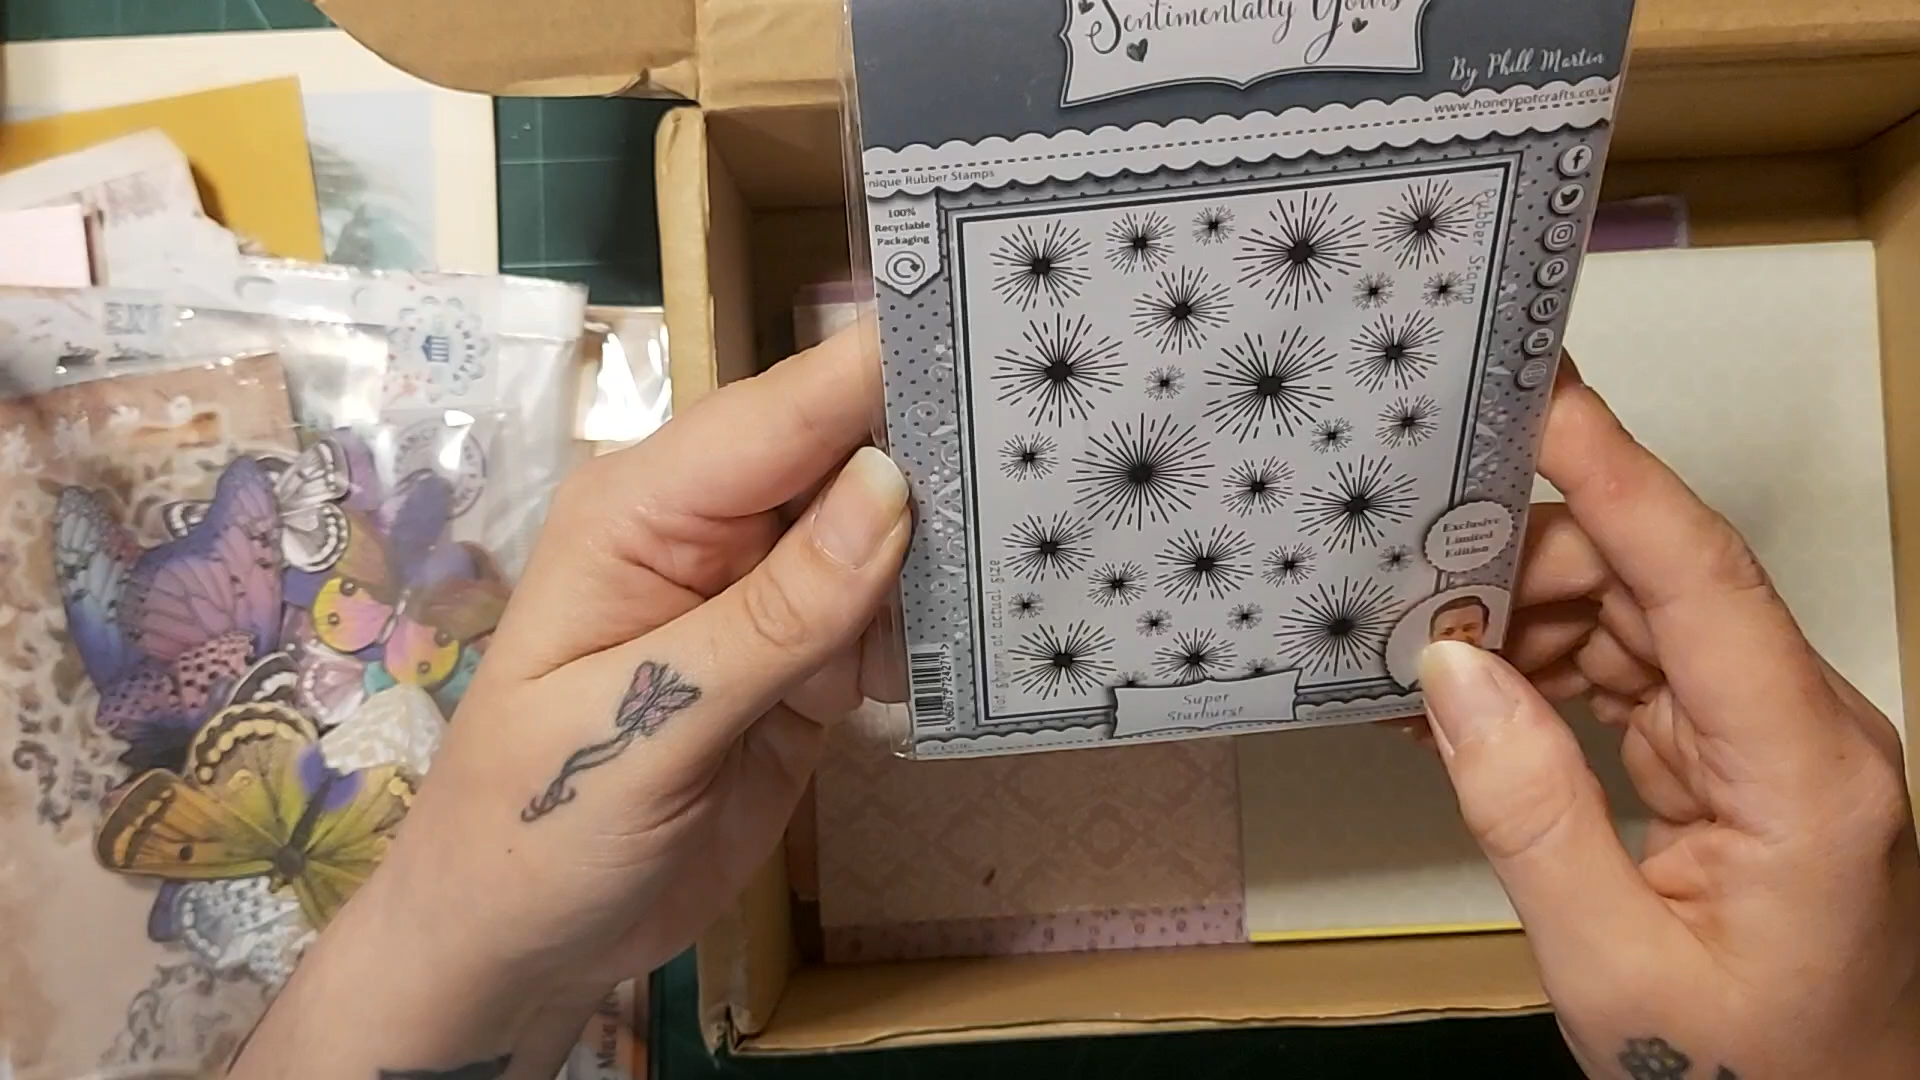 Sentimentally Yours
By Phill Martin
www.honeypotcrafts.co.uk
nique Rubber Stamps
100%
Recyclable
Packaging
Rubber Stamp
Not shown at actual size
Exclusive
Limited
Edition
Super
Starburst